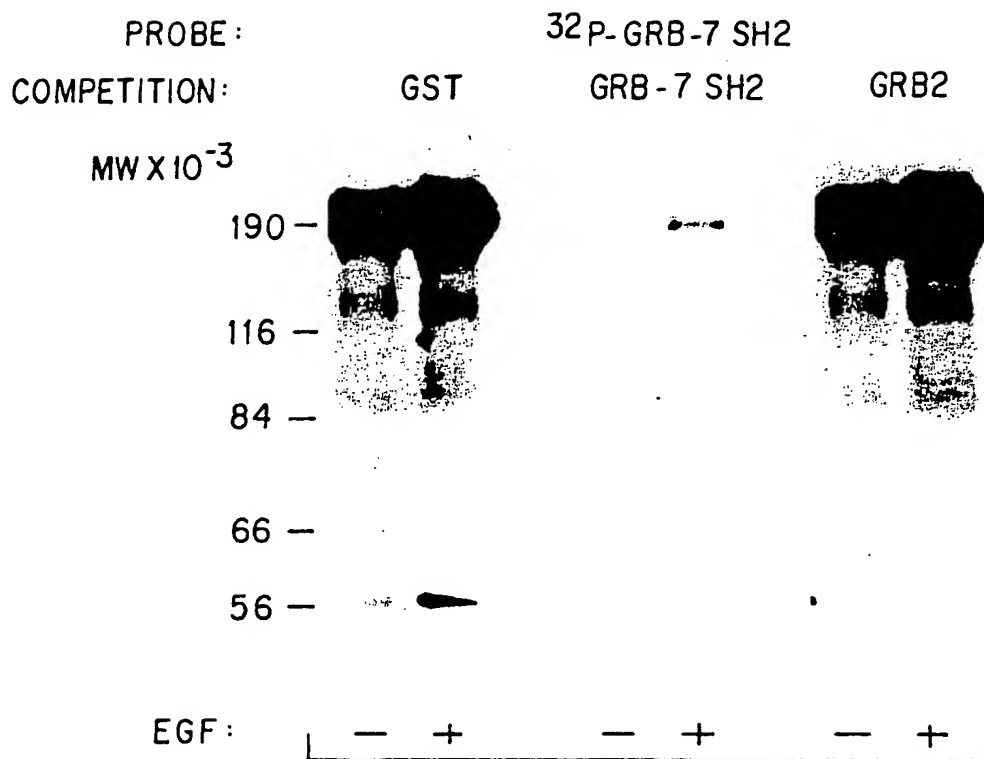 PROBE: ³²P-GRB-7 SH2
COMPETITION: GST GRB-7 SH2 GRB2
MW X 10⁻³
190 —
116 —
84 —
66 —
56 —
EGF: — + — + — +